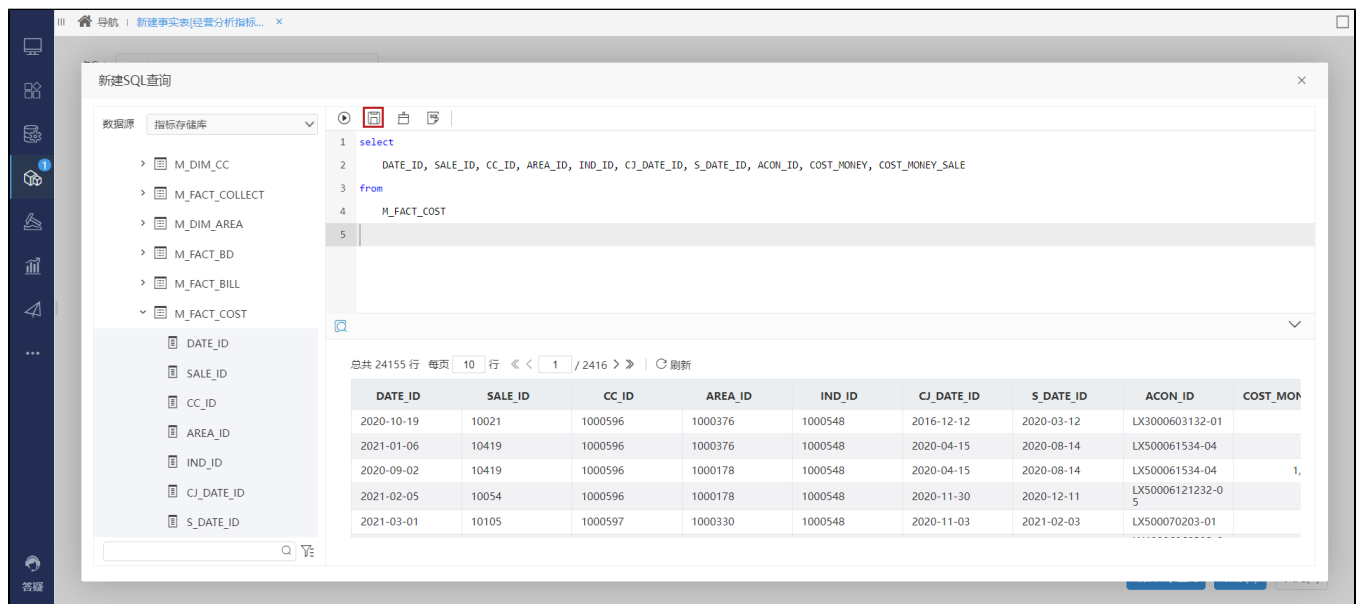 导航
新建事实表[经营分析指标... ×
新建SQL查询
数据源 指标存储库
M_DIM_CC
M_FACT_COLLECT
M_DIM_AREA
M_FACT_BD
M_FACT_BILL
M_FACT_COST
DATE_ID
SALE_ID
CC_ID
AREA_ID
IND_ID
CJ_DATE_ID
S_DATE_ID
1 select
2 DATE_ID, SALE_ID, CC_ID, AREA_ID, IND_ID, CJ_DATE_ID, S_DATE_ID, ACON_ID, COST_MONEY, COST_MONEY_SALE
3 from
4 M_FACT_COST
5
总共 24155 行 每页 10 行 1 / 2416 刷新
DATE_ID SALE_ID CC_ID AREA_ID IND_ID CJ_DATE_ID S_DATE_ID ACON_ID COST_MON
2020-10-19 10021 1000596 1000376 1000548 2016-12-12 2020-03-12 LX3000603132-01
2021-01-06 10419 1000596 1000376 1000548 2020-04-15 2020-08-14 LX500061534-04
2020-09-02 10419 1000596 1000178 1000548 2020-04-15 2020-08-14 LX500061534-04 1,
2021-02-05 10054 1000596 1000178 1000548 2020-11-30 2020-12-11 LX50006121232-0
5
2021-03-01 10105 1000597 1000330 1000548 2020-11-03 2021-02-03 LX500070203-01
1
答疑